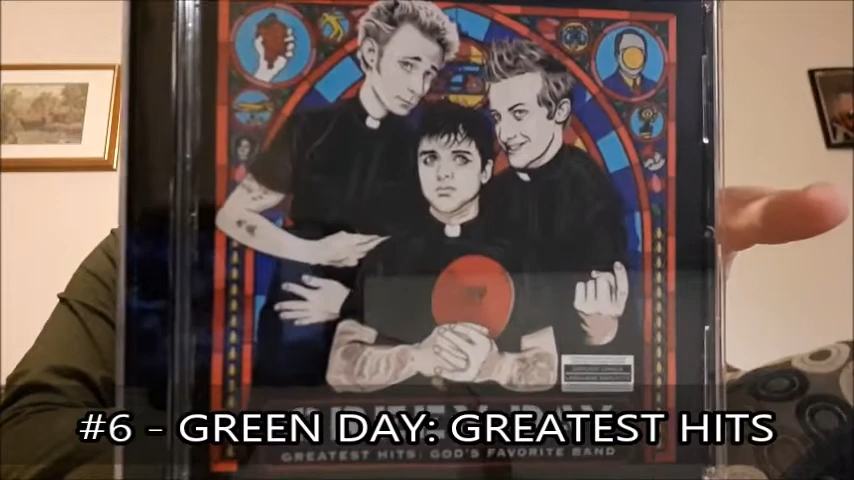 #6 - GREEN DAY: GREATEST HITS
GREATEST HITS: GOD'S FAVORITE BAND